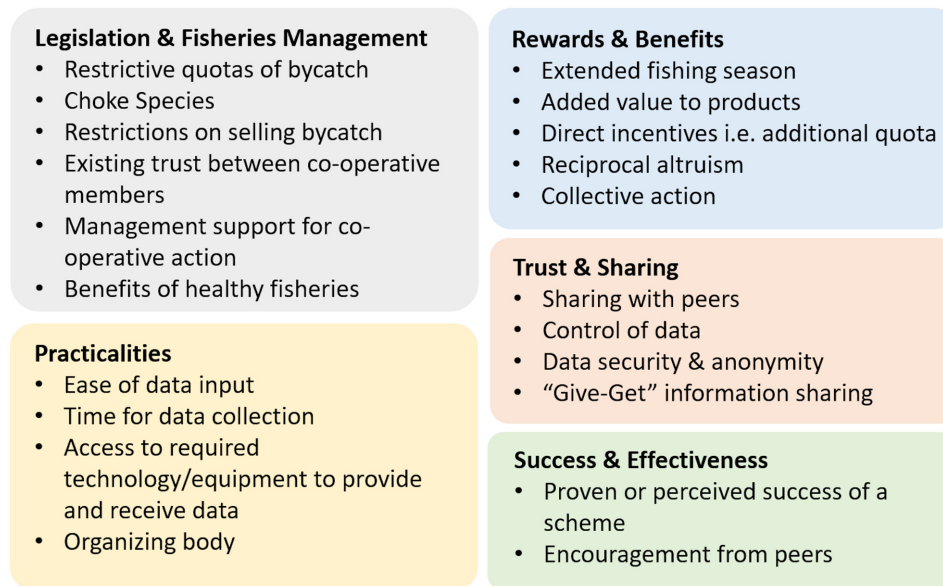 Legislation & Fisheries Management
• Restrictive quotas of bycatch
• Choke Species
• Restrictions on selling bycatch
• Existing trust between co-operative
members
• Management support for co-
operative action
• Benefits of healthy fisheries
Practicalities
• Ease of data input
• Time for data collection
• Access to required
technology/equipment to provide
and receive data
• Organizing body
Rewards & Benefits
• Extended fishing season
• Added value to products
• Direct incentives i.e. additional quota
• Reciprocal altruism
• Collective action
Trust & Sharing
• Sharing with peers
• Control of data
• Data security & anonymity
• “Give-Get” information sharing
Success & Effectiveness
• Proven or perceived success of a
scheme
• Encouragement from peers